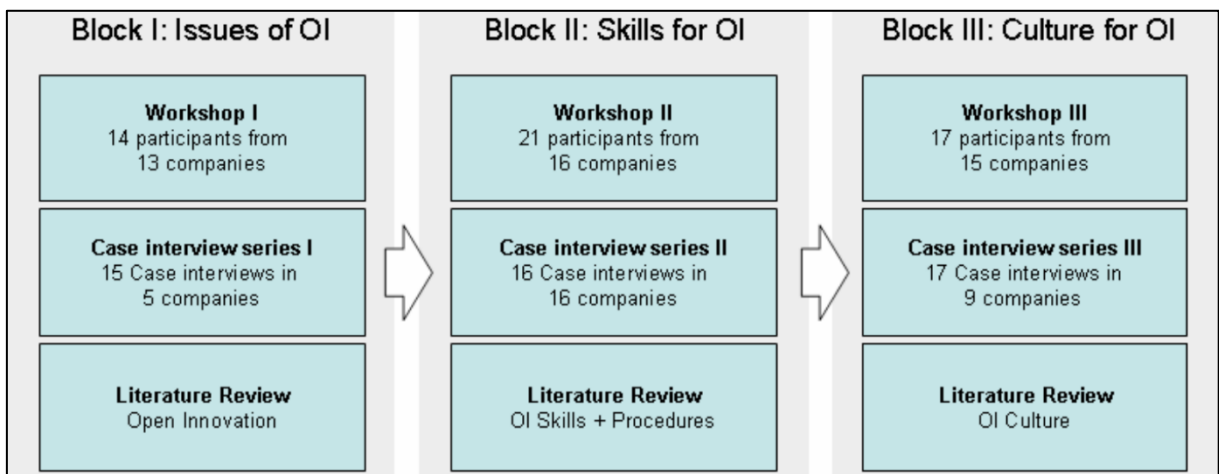 Block I: Issues of OI
Workshop I
14 participants from
13 companies
Case interview series I
15 Case interviews in
5 companies
Literature Review
Open Innovation
Block II: Skills for OI
Workshop II
21 participants from
16 companies
Case interview series II
16 Case interviews in
16 companies
Literature Review
OI Skills + Procedures
Block III: Culture for OI
Workshop III
17 participants from
15 companies
Case interview series III
17 Case interviews in
9 companies
Literature Review
OI Culture